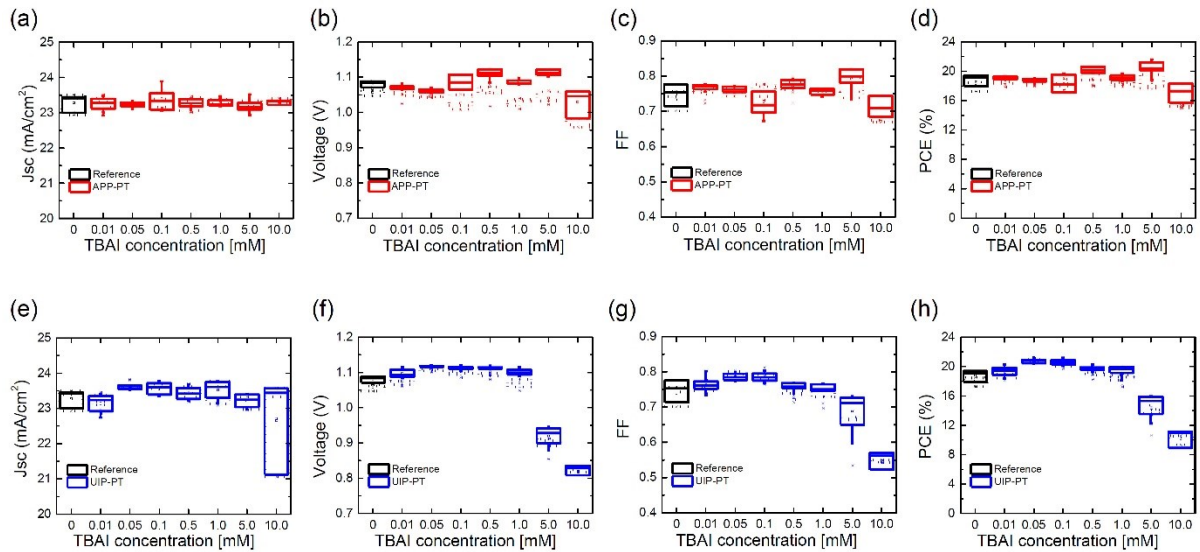 (a)
Jsc (mA/cm²)
25
24
23
22
21
20
Reference
APP-PT
0 0.01 0.05 0.1 0.5 1.0 5.0 10.0
TBAI concentration [mM]
(b)
Voltage (V)
1.2
1.1
1.0
0.9
0.8
0.7
Reference
APP-PT
0 0.01 0.05 0.1 0.5 1.0 5.0 10.0
TBAI concentration [mM]
(c)
FF
0.9
0.8
0.7
0.6
0.5
0.4
Reference
APP-PT
0 0.01 0.05 0.1 0.5 1.0 5.0 10.0
TBAI concentration [mM]
(d)
PCE (%)
24
20
16
12
8
4
0
Reference
APP-PT
0 0.01 0.05 0.1 0.5 1.0 5.0 10.0
TBAI concentration [mM]
(e)
Jsc (mA/cm²)
25
24
23
22
21
20
Reference
UIP-PT
0 0.01 0.05 0.1 0.5 1.0 5.0 10.0
TBAI concentration [mM]
(f)
Voltage (V)
1.2
1.1
1.0
0.9
0.8
0.7
Reference
UIP-PT
0 0.01 0.05 0.1 0.5 1.0 5.0 10.0
TBAI concentration [mM]
(g)
FF
0.9
0.8
0.7
0.6
0.5
0.4
Reference
UIP-PT
0 0.01 0.05 0.1 0.5 1.0 5.0 10.0
TBAI concentration [mM]
(h)
PCE (%)
24
20
16
12
8
4
0
Reference
UIP-PT
0 0.01 0.05 0.1 0.5 1.0 5.0 10.0
TBAI concentration [mM]